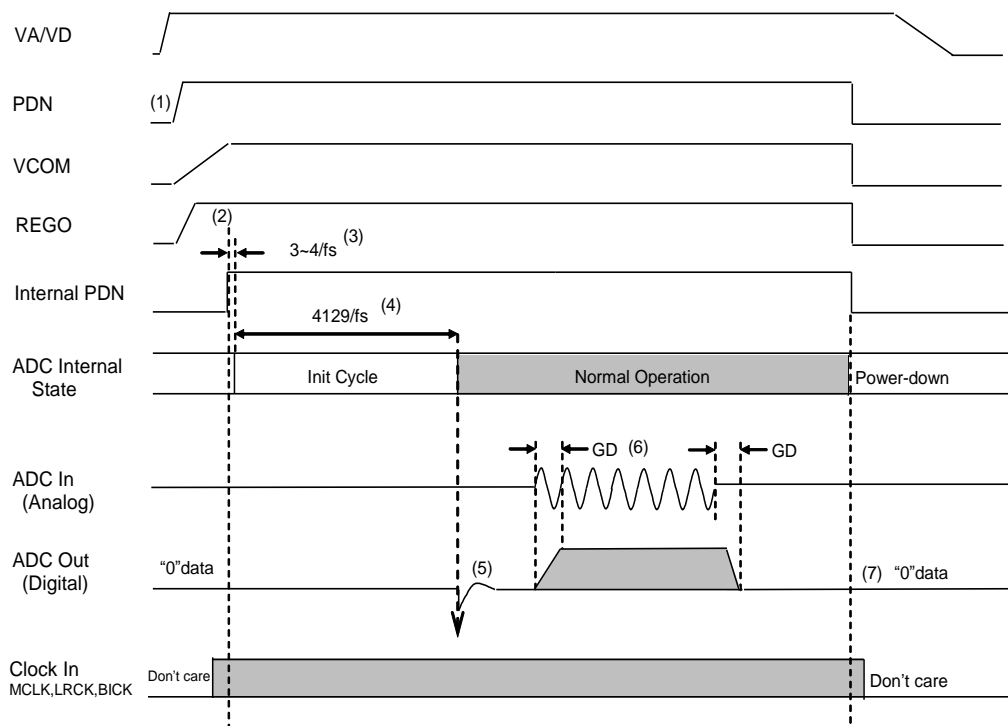 VA/VD
PDN
(1)
VCOM
REGO
(2)
3~4/fs (3)
Internal PDN
4129/fs (4)
ADC Internal
State
Init Cycle
Normal Operation
Power-down
GD (6)
GD
ADC In
(Analog)
ADC Out
(Digital)
“0”data
(5)
(7) “0”data
Clock In
MCLK,LRCK,BICK
Don’t care
Don’t care